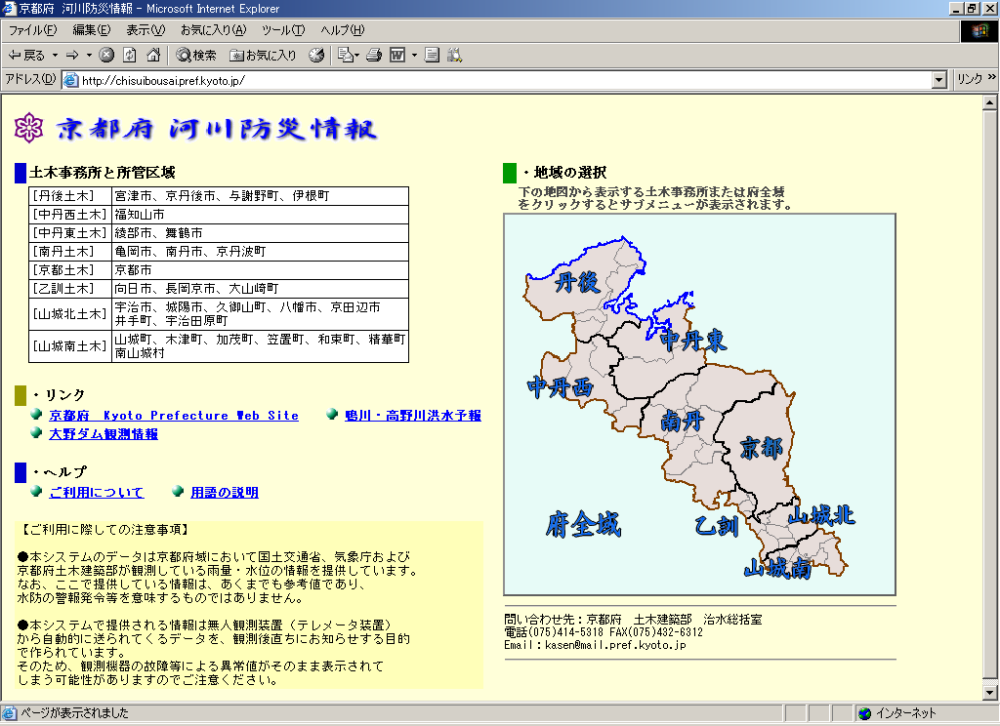 京都府 河川防災情報 - Microsoft Internet Explorer
ファイル(F) 編集(E) 表示(V) お気に入り(A) ツール(T) ヘルプ(H)
戻る 検索 お気に入り
アドレス(D) http://chisuibousai.pref.kyoto.jp/ リンク »
京都府 河川防災情報
土木事務所と所管区域
[丹後土木] 宮津市、京丹後市、与謝野町、伊根町
[中丹西土木] 福知山市
[中丹東土木] 綾部市、舞鶴市
[南丹土木] 亀岡市、南丹市、京丹波町
[京都土木] 京都市
[乙訓土木] 向日市、長岡京市、大山崎町
[山城北土木] 宇治市、城陽市、久御山町、八幡市、京田辺市
井手町、宇治田原町
[山城南土木] 山城町、木津町、加茂町、笠置町、和束町、精華町
南山城村
・リンク
京都府 Kyoto Prefecture Web Site 鴨川・高野川洪水予報
大野ダム観測情報
・ヘルプ
ご利用について 用語の説明
【ご利用に際しての注意事項】
●本システムのデータは京都府域において国土交通省、気象庁および
京都府土木建築部が観測している雨量・水位の情報を提供しています。
なお、ここで提供している情報は、あくまでも参考値であり、
水防の警報発令等を意味するものではありません。
●本システムで提供される情報は無人観測装置（テレメータ装置）
から自動的に送られてくるデータを、観測後直ちにお知らせする目的
で作られています。
そのため、観測機器の故障等による異常値がそのまま表示されて
しまう可能性がありますのでご注意ください。
・地域の選択
下の地図から表示する土木事務所または府全域
をクリックするとサブメニューが表示されます。
丹後
中丹東
中丹西
南丹
京都
府全域
乙訓
山城北
山城南
問い合わせ先：京都府 土木建築部 治水総括室
電話(075)414-5318 FAX(075)432-6312
Email：kasen@mail.pref.kyoto.jp
ページが表示されました インターネット